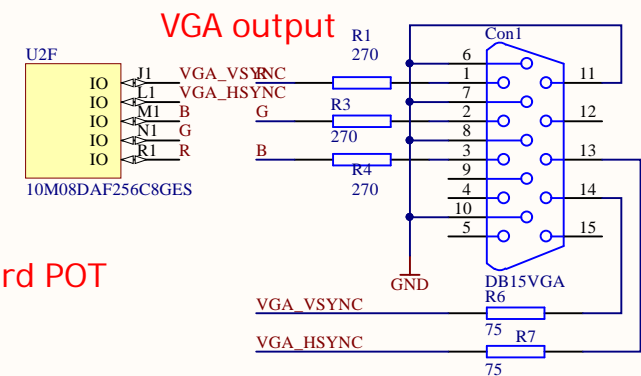 VGA output
U2F
R1
270
Con1
IO J1 VGA_VSYNC R
IO L1 VGA_HSYNC
IO M1 B
IO N1 G
IO R1 R
10M08DAF256C8GES
G
R3
270
B
R4
270
6
1
7
2
8
3
9
4
10
5
11
12
13
14
15
GND
DB15VGA
rd POT
VGA_VSYNC
R6
75
VGA_HSYNC
R7
75